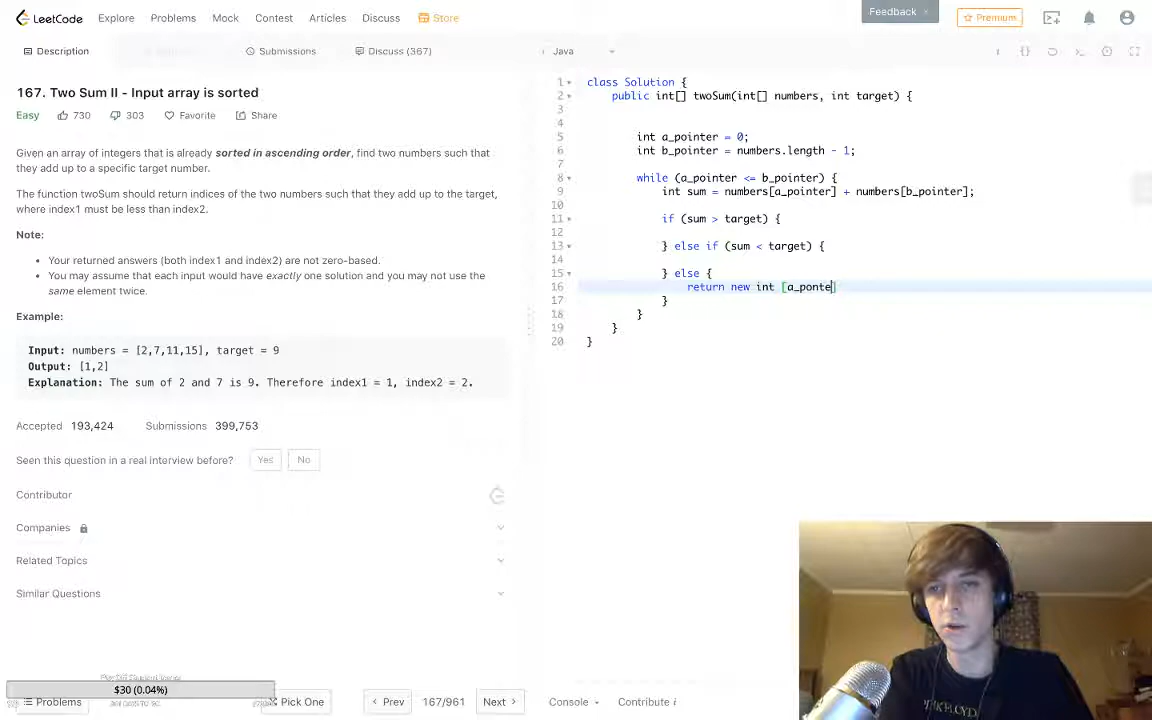 LeetCode Explore Problems Mock Contest Articles Discuss Store Feedback Premium
Description Submissions Discuss (367) i Java
167. Two Sum II - Input array is sorted
Easy 730 303 Favorite Share
Given an array of integers that is already sorted in ascending order, find two numbers such that
they add up to a specific target number.
The function twoSum should return indices of the two numbers such that they add up to the target,
where index1 must be less than index2.
Note:
Your returned answers (both index1 and index2) are not zero-based.
You may assume that each input would have exactly one solution and you may not use the
same element twice.
Example:
Input: numbers = [2,7,11,15], target = 9
Output: [1,2]
Explanation: The sum of 2 and 7 is 9. Therefore index1 = 1, index2 = 2.
Accepted 193,424 Submissions 399,753
Seen this question in a real interview before? Yes No
Contributor
Companies
Related Topics
Similar Questions
$30 (0.04%)
Problems Pick One Prev 167/961 Next Console Contribute i
1 class Solution {
2 public int[] twoSum(int[] numbers, int target) {
3
4
5 int a_pointer = 0;
6 int b_pointer = numbers.length - 1;
7
8 while (a_pointer <= b_pointer) {
9 int sum = numbers[a_pointer] + numbers[b_pointer];
10
11 if (sum > target) {
12
13 } else if (sum < target) {
14
15 } else {
16 return new int [a_ponte]
17 }
18 }
19 }
20 }